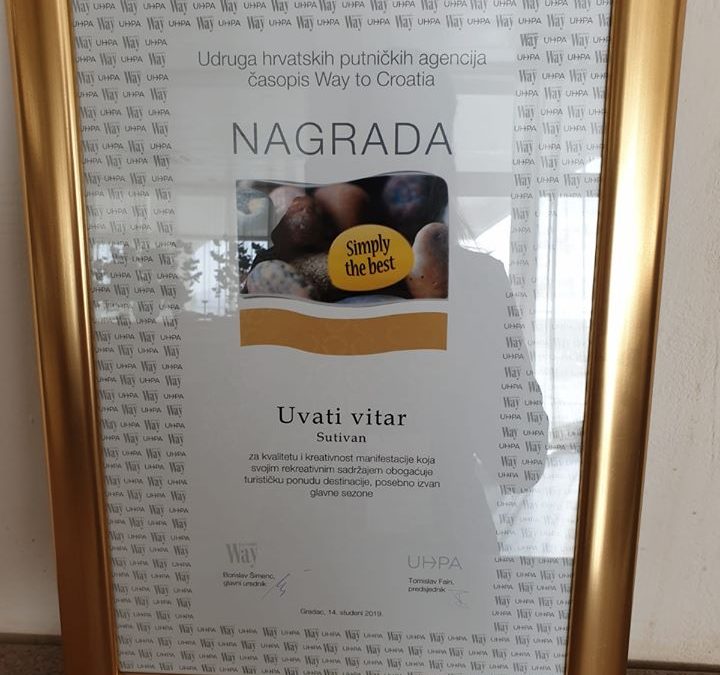 Udruga hrvatskih putničkih agencija
časopis Way to Croatia
NAGRADA
Simply
the best
Uvati vitar
Sutivan
za kvalitetu i kreativnost manifestacije koja
svojim rekreativnim sadržajem obogaćuje
turističku ponudu destinacije, posebno izvan
glavne sezone
Way
Borislav Šimenc,
glavni urednik
UHPA
Tomislav Fain,
predsjednik
Gradac, 14. studeni 2019.